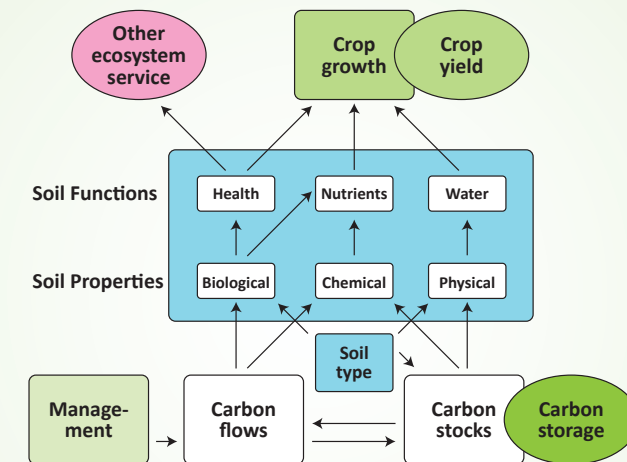 Other
ecosystem
service
Crop
growth
Crop
yield
Soil Functions
Health
Nutrients
Water
Soil Properties
Biological
Chemical
Physical
Soil
type
Manage-
ment
Carbon
flows
Carbon
stocks
Carbon
storage